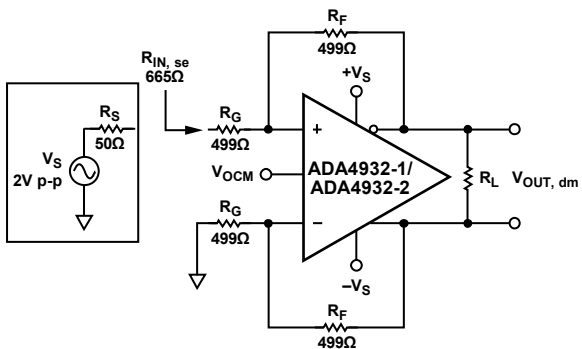 RF
499Ω
RIN, se
665Ω
+VS
RS
50Ω
RG
499Ω
VS
2V p-p
+
VOCM
ADA4932-1/
ADA4932-2
RL
VOUT, dm
RG
499Ω
–
–VS
RF
499Ω